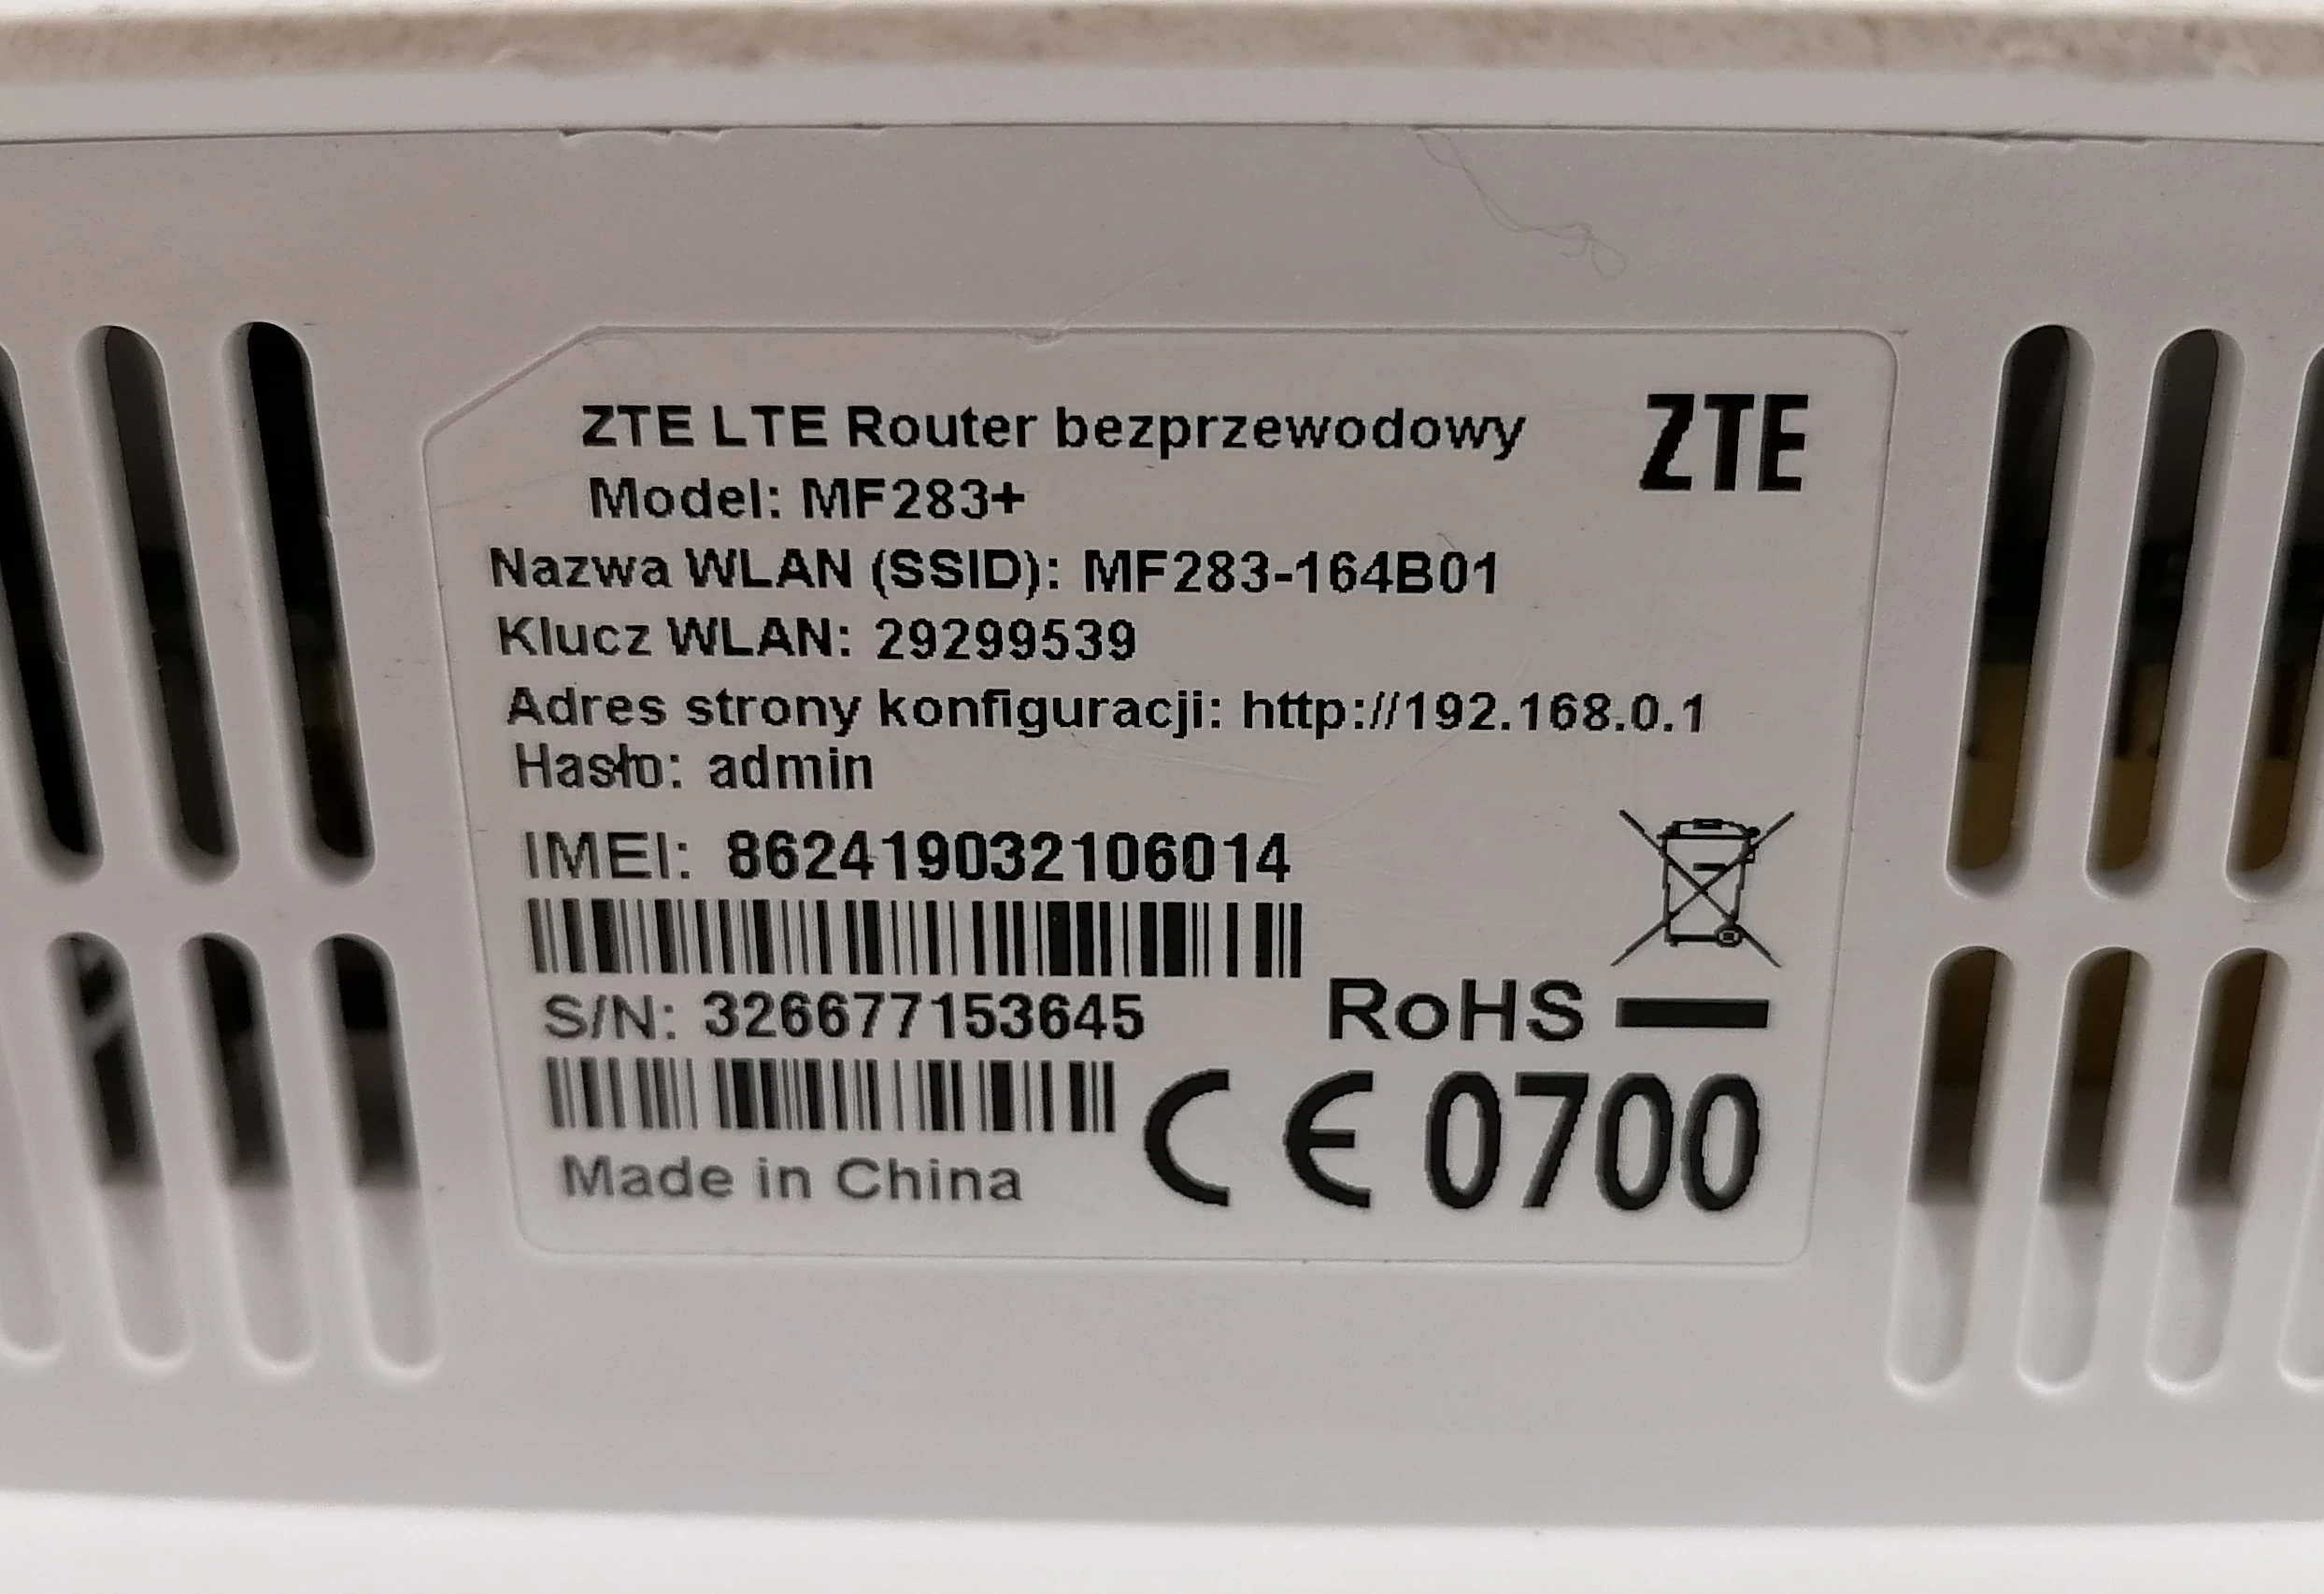 ZTE LTE Router bezprzewodowy
ZTE
Model: MF283+
Nazwa WLAN (SSID): MF283-164B01
Klucz WLAN: 29299539
Adres strony konfiguracji: http://192.168.0.1
Hasło: admin
IMEI: 862419032106014
S/N: 326677153645
RoHS
CE 0700
Made in China